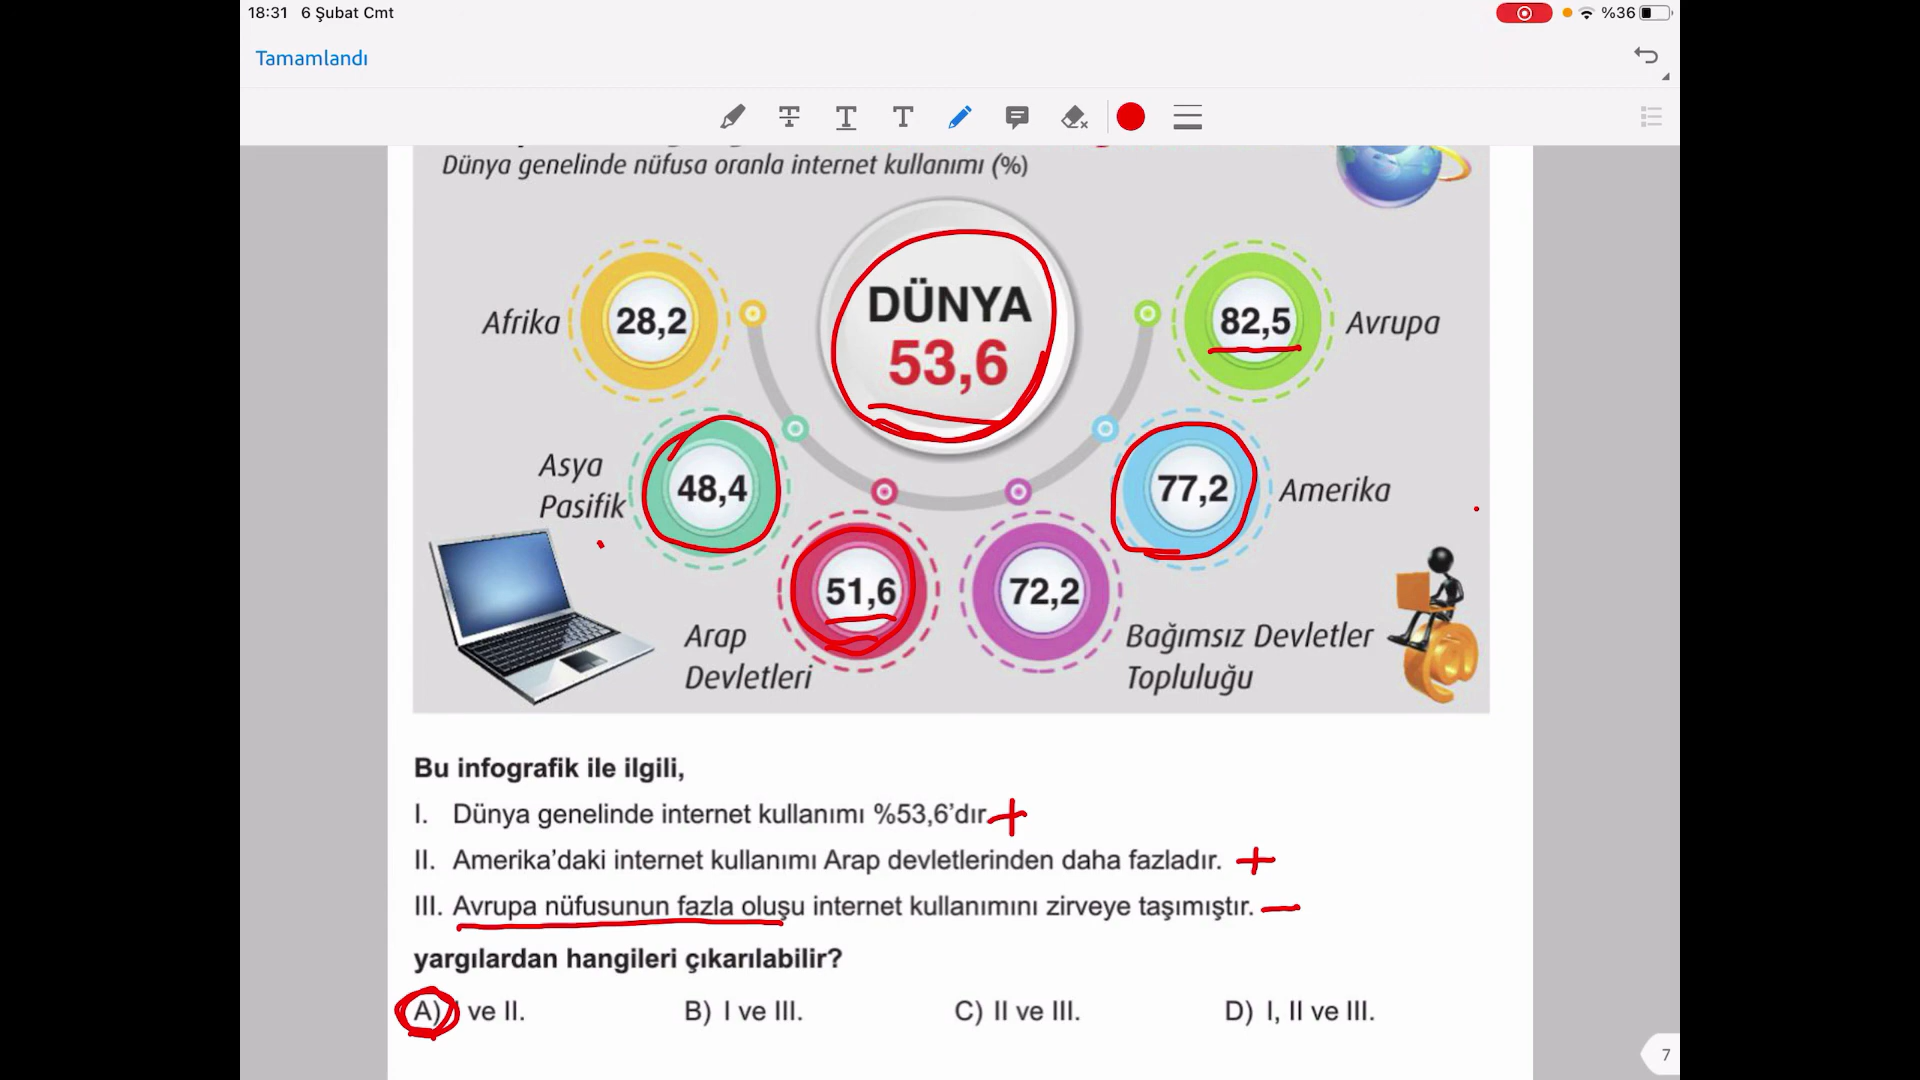 18:31 6 Şubat Cmt
%36
Tamamlandı
Dünya genelinde nüfusa oranla internet kullanımı (%)
DÜNYA
53,6
Afrika
28,2
82,5
Avrupa
Asya
Pasifik
48,4
77,2
Amerika
51,6
72,2
Arap
Devletleri
Bağımsız Devletler
Topluluğu
Bu infografik ile ilgili,
I. Dünya genelinde internet kullanımı %53,6'dır.
II. Amerika'daki internet kullanımı Arap devletlerinden daha fazladır.
III. Avrupa nüfusunun fazla oluşu internet kullanımını zirveye taşımıştır.
yargılardan hangileri çıkarılabilir?
A) I ve II.
B) I ve III.
C) II ve III.
D) I, II ve III.
7